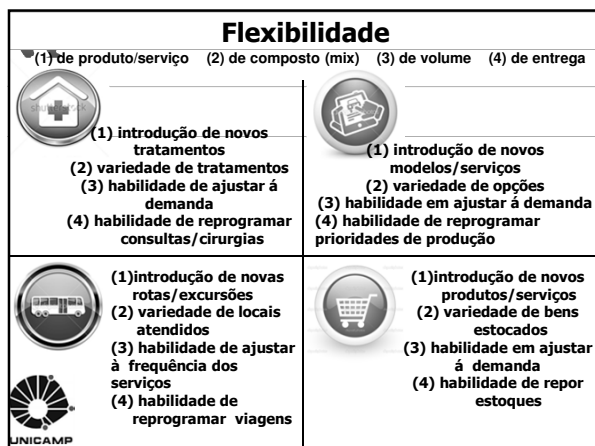 Flexibilidade
(1) de produto/serviço (2) de composto (mix) (3) de volume (4) de entrega
(1) introdução de novos
tratamentos
(2) variedade de tratamentos
(3) habilidade de ajustar á
demanda
(4) habilidade de reprogramar
consultas/cirurgias
(1) introdução de novos
modelos/serviços
(2) variedade de opções
(3) habilidade em ajustar á demanda
(4) habilidade de reprogramar
prioridades de produção
(1)introdução de novas
rotas/excursões
(2) variedade de locais
atendidos
(3) habilidade de ajustar
à frequência dos
serviços
(4) habilidade de
reprogramar viagens
UNICAMP
(1)introdução de novos
produtos/serviços
(2) variedade de bens
estocados
(3) habilidade em ajustar
á demanda
(4) habilidade de repor
estoques